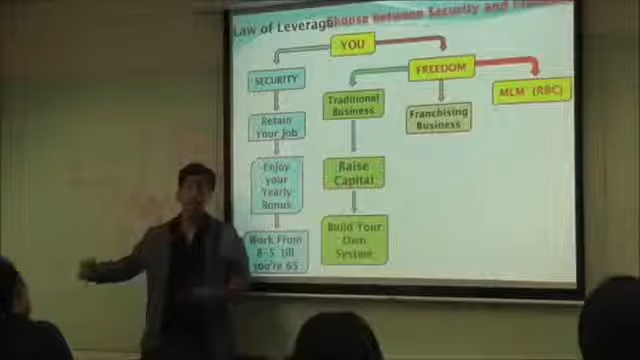 Law of Leverage
Choose between Security and
YOU
SECURITY
FREEDOM
MLM (RBC)
Retain
Your Job
Traditional
Business
Franchising
Business
Enjoy
your
Yearly
Bonus
Raise
Capital
Work From
8-5 till
you're 65
Build Your
Own
System